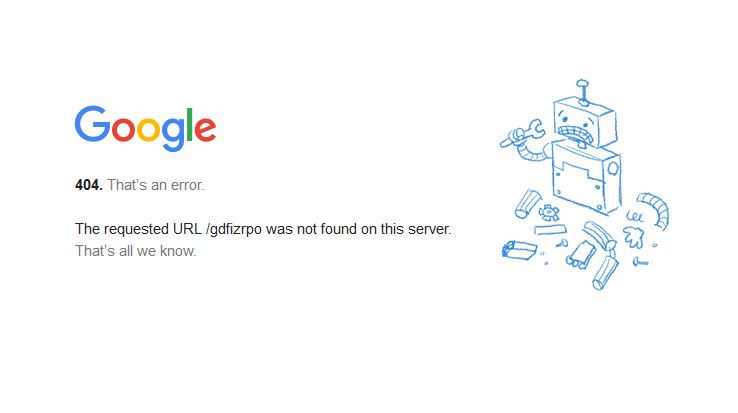 Google
404. That's an error.
The requested URL /gdfizrpo was not found on this server.
That's all we know.